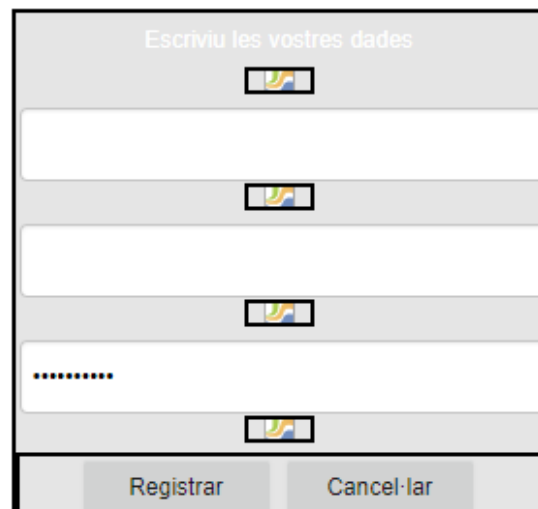 Escriviu les vostres dades
••••••••••
Registrar Cancel·lar